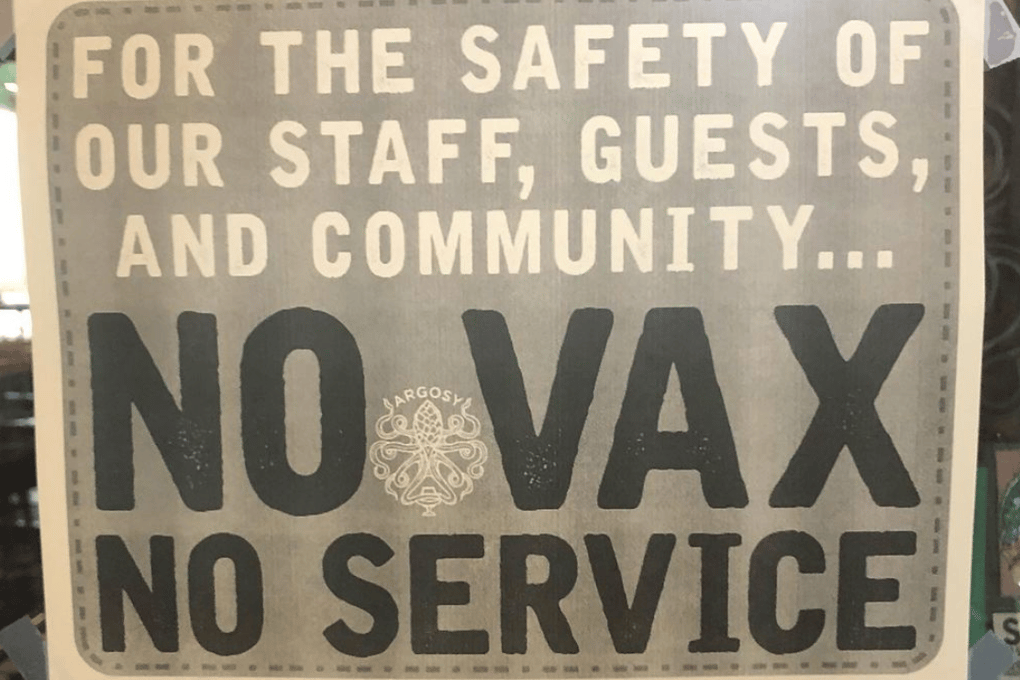 FOR THE SAFETY OF
OUR STAFF, GUESTS,
AND COMMUNITY...
NO VAX
ARGOSY
NO SERVICE
S